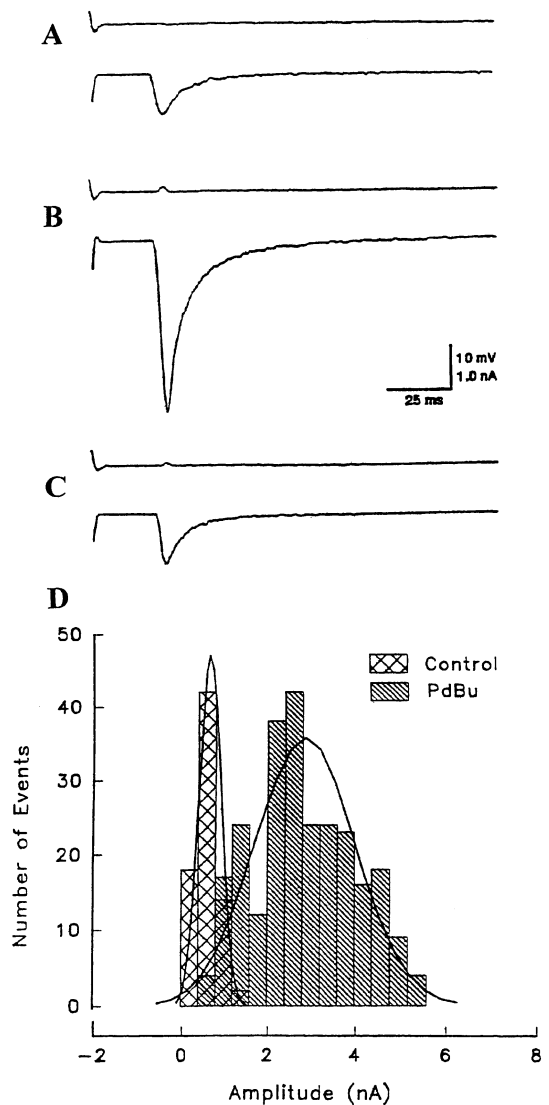 A
B
10 mV
1.0 nA
25 ms
C
D
50
40
30
20
10
0
Number of Events
Control
PdBu
-2 0 2 4 6 8
Amplitude (nA)